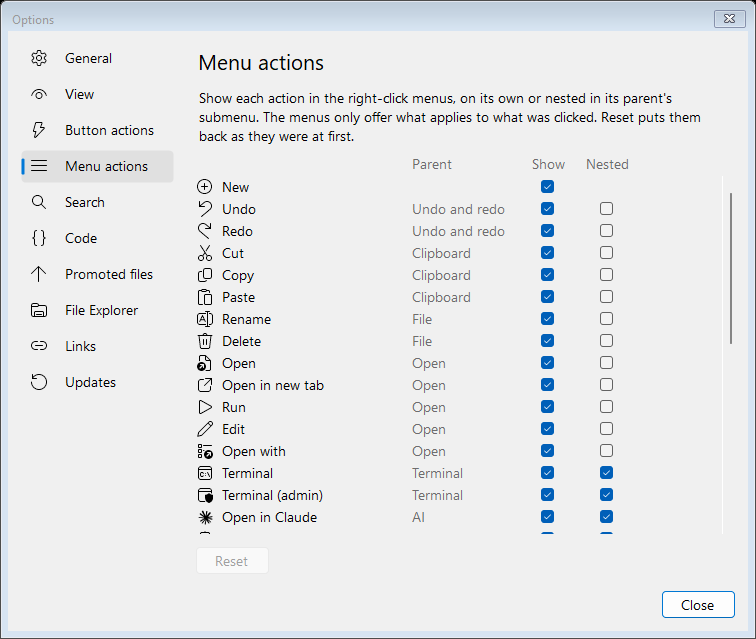 Options
General
View
Button actions
Menu actions
Search
Code
Promoted files
File Explorer
Links
Updates
Menu actions
Show each action in the right-click menus, on its own or nested in its parent's
submenu. The menus only offer what applies to what was clicked. Reset puts them
back as they were at first.
Parent Show Nested
New
Undo Undo and redo
Redo Undo and redo
Cut Clipboard
Copy Clipboard
Paste Clipboard
Rename File
Delete File
Open Open
Open in new tab Open
Run Open
Edit Open
Open with Open
Terminal Terminal
Terminal (admin) Terminal
Open in Claude AI
Reset
Close